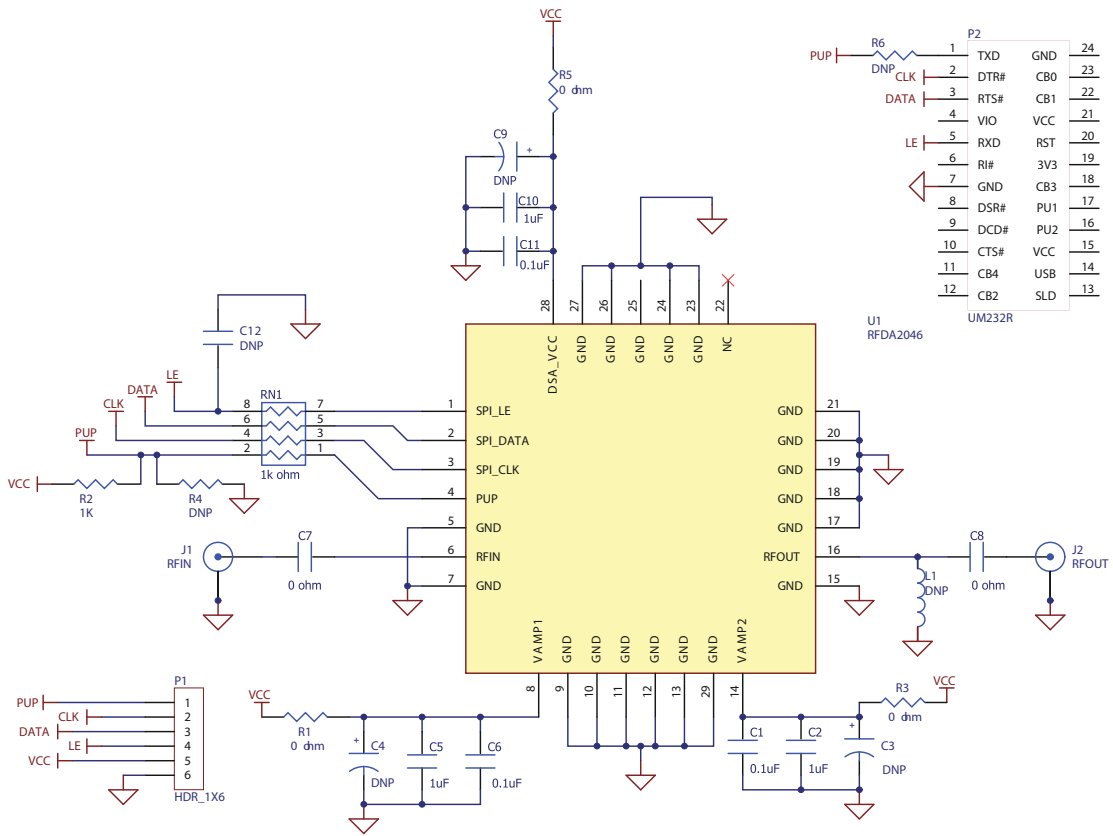 VCC
R5
0 ohm
C9
+
DNP
C10
1uF
C11
0.1uF
P2
PUP
R6
DNP
CLK
DATA
LE
1 TXD GND 24
2 DTR# CB0 23
3 RTS# CB1 22
4 VIO VCC 21
5 RXD RST 20
6 RI# 3V3 19
7 GND CB3 18
8 DSR# PU1 17
9 DCD# PU2 16
10 CTS# VCC 15
11 CB4 USB 14
12 CB2 SLD 13
UM232R
U1
RFDA2046
28 27 26 25 24 23 22
DSA_VCC GND GND GND GND GND NC
C12
DNP
LE
DATA
CLK
PUP
RN1
8 7
6 5
4 3
2 1
1k ohm
VCC
R2
1K
R4
DNP
1 SPI_LE GND 21
2 SPI_DATA GND 20
3 SPI_CLK GND 19
4 PUP GND 18
5 GND GND 17
6 RFIN RFOUT 16
7 GND GND 15
J1
RFIN
C7
0 ohm
L1
DNP
C8
0 ohm
J2
RFOUT
VAMP1 GND GND GND GND GND GND VAMP2
8 9 10 11 12 13 29 14
P1
PUP 1
CLK 2
DATA 3
LE 4
VCC 5
6
HDR_1X6
VCC
R1
0 ohm
+
C4
DNP
C5
1uF
C6
0.1uF
C1
0.1uF
C2
1uF
+
C3
DNP
R3
0 ohm
VCC